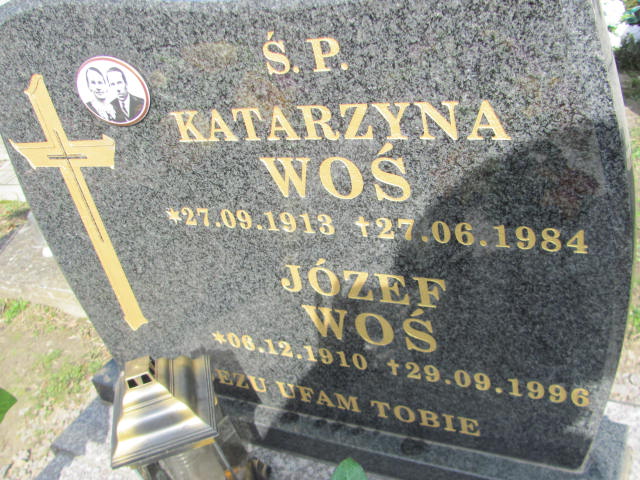 Ś.P.
KATARZYNA
WOŚ
*27.09.1913 †27.06.1984
JÓZEF
WOŚ
*06.12.1910 †29.09.1996
EZU UFAM TOBIE